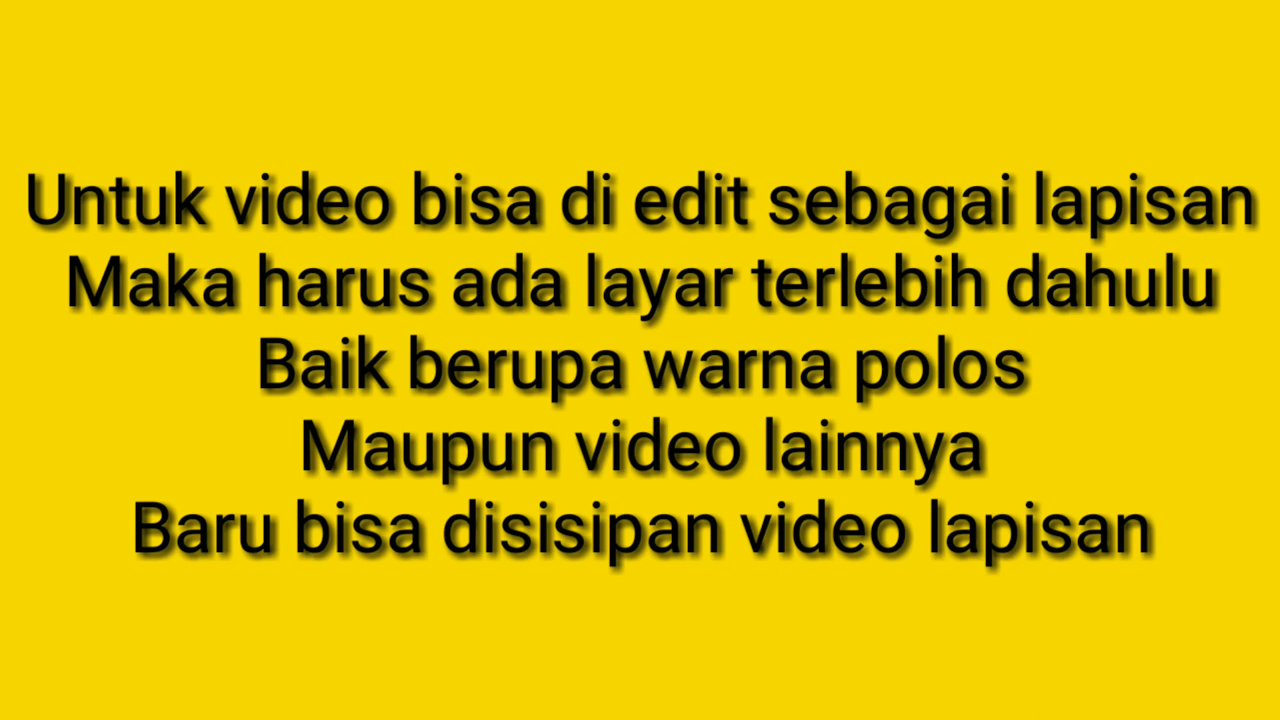 Untuk video bisa di edit sebagai lapisan
Maka harus ada layar terlebih dahulu
Baik berupa warna polos
Maupun video lainnya
Baru bisa disisipan video lapisan